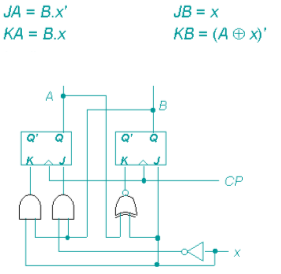 JA = B.x' JB = x
KA = B.x KB = (A ⊕ x)'
A
B
Q' Q Q' Q
K J K J
CP
x